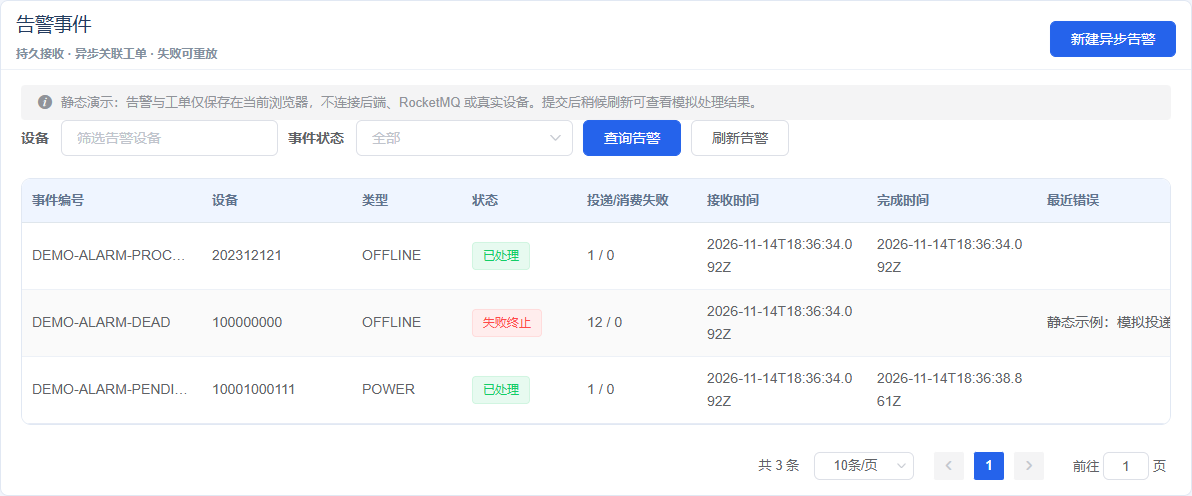 告警事件
持久接收 · 异步关联工单 · 失败可重放
新建异步告警
静态演示：告警与工单仅保存在当前浏览器，不连接后端、RocketMQ 或真实设备。提交后稍候刷新可查看模拟处理结果。
设备 筛选告警设备 事件状态 全部 查询告警 刷新告警
事件编号 设备 类型 状态 投递/消费失败 接收时间 完成时间 最近错误
DEMO-ALARM-PROC... 202312121 OFFLINE 已处理 1 / 0 2026-11-14T18:36:34.0 2026-11-14T18:36:34.0
92Z 92Z
DEMO-ALARM-DEAD 100000000 OFFLINE 失败终止 12 / 0 2026-11-14T18:36:34.0 静态示例：模拟投递
92Z
DEMO-ALARM-PENDI... 10001000111 POWER 已处理 1 / 0 2026-11-14T18:36:34.0 2026-11-14T18:36:38.8
92Z 61Z
共 3 条 10条/页 1 前往 1 页